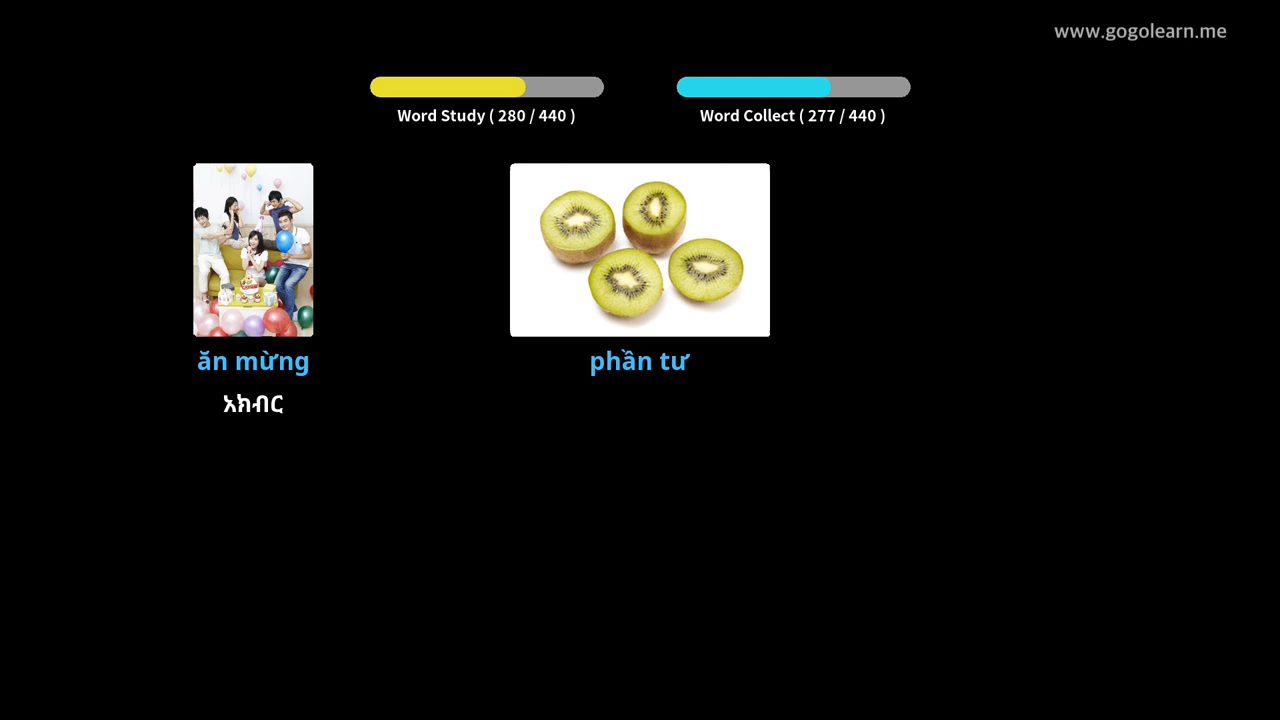 www.gogolearn.me
Word Study ( 280 / 440 )
Word Collect ( 277 / 440 )
ăn mừng
phần tư
አክብር